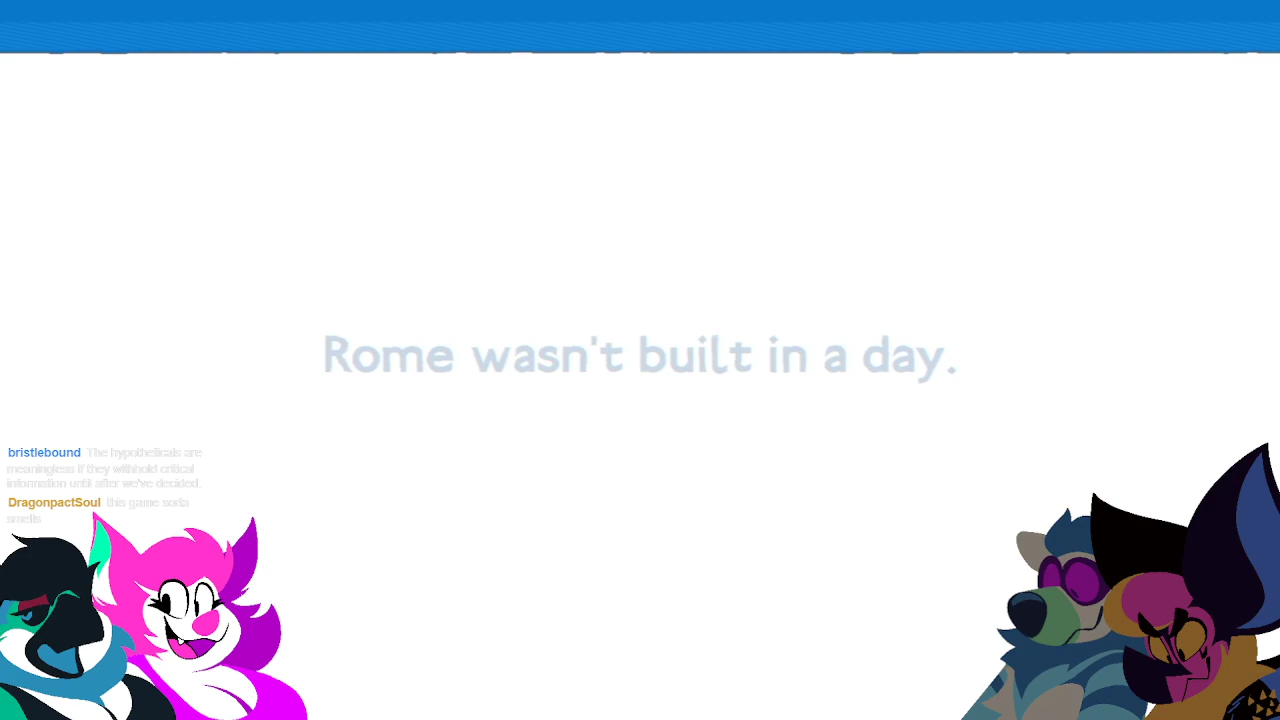 Rome wasn't built in a day.
bristlebound The hypotheticals are
meaningless if they withhold critical
information until after we've decided.
DragonpactSoul this game sorta
smells